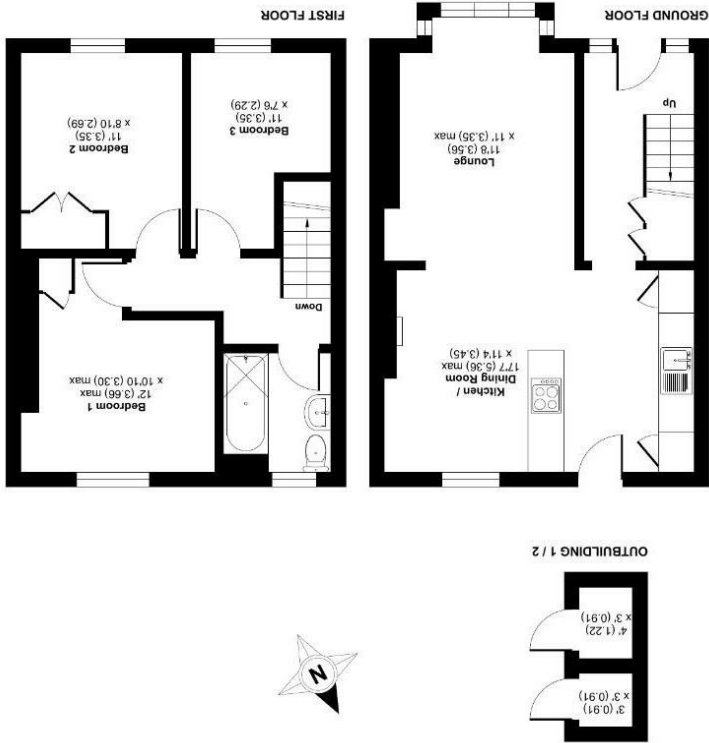 3' (0.91)
x 3' (0.91)
4' (1.22)
x 3' (0.91)
OUTBUILDING 1 / 2
N
Kitchen /
Dining Room
17'7 (5.36) max
x 11'4 (3.45)
Lounge
11'8 (3.56)
x 11' (3.35) max
Up
GROUND FLOOR
Bedroom 1
12' (3.66) max
x 10'10 (3.30) max
Down
Bedroom 3
11' (3.35)
x 7'6 (2.29)
Bedroom 2
11' (3.35)
x 8'10 (2.69)
FIRST FLOOR